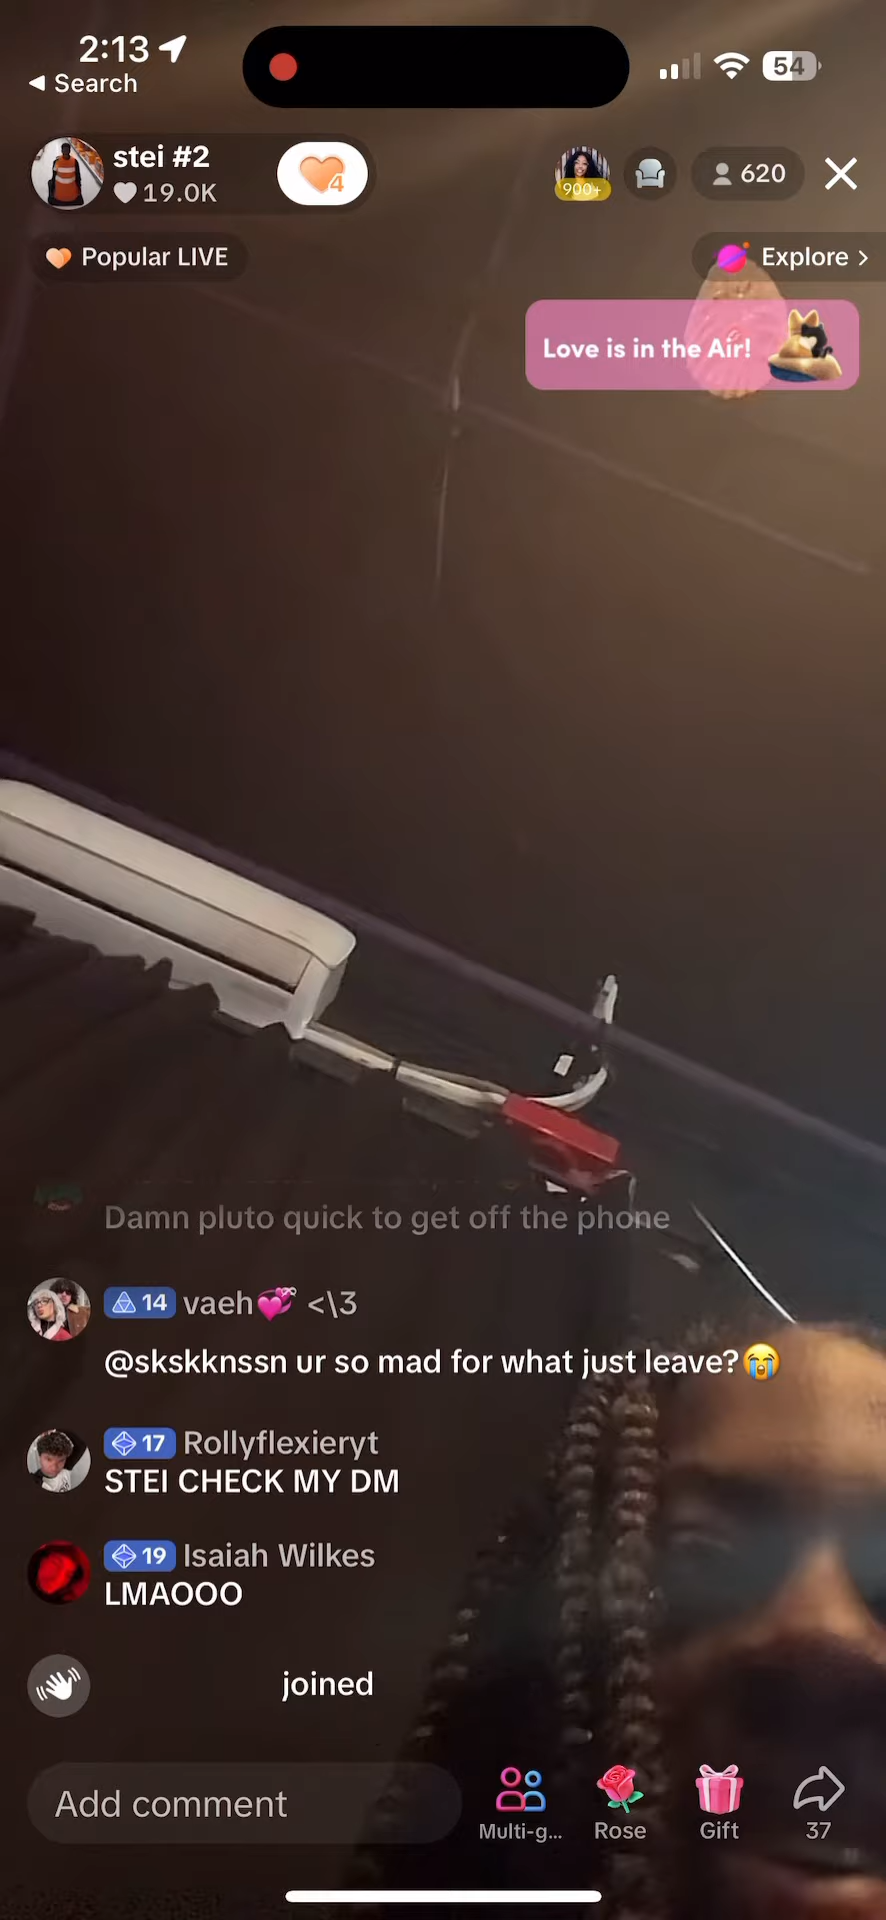 2:13
54
Search
stei #2
19.0K
4
900+
620
Popular LIVE
Explore
Love is in the Air!
Damn pluto quick to get off the phone
14 vaeh💞 <\3
@skskknssn ur so mad for what just leave?😭
17 Rollyflexieryt
STEI CHECK MY DM
19 Isaiah Wilkes
LMAOOO
joined
Add comment
Multi-g...
Rose
Gift
37